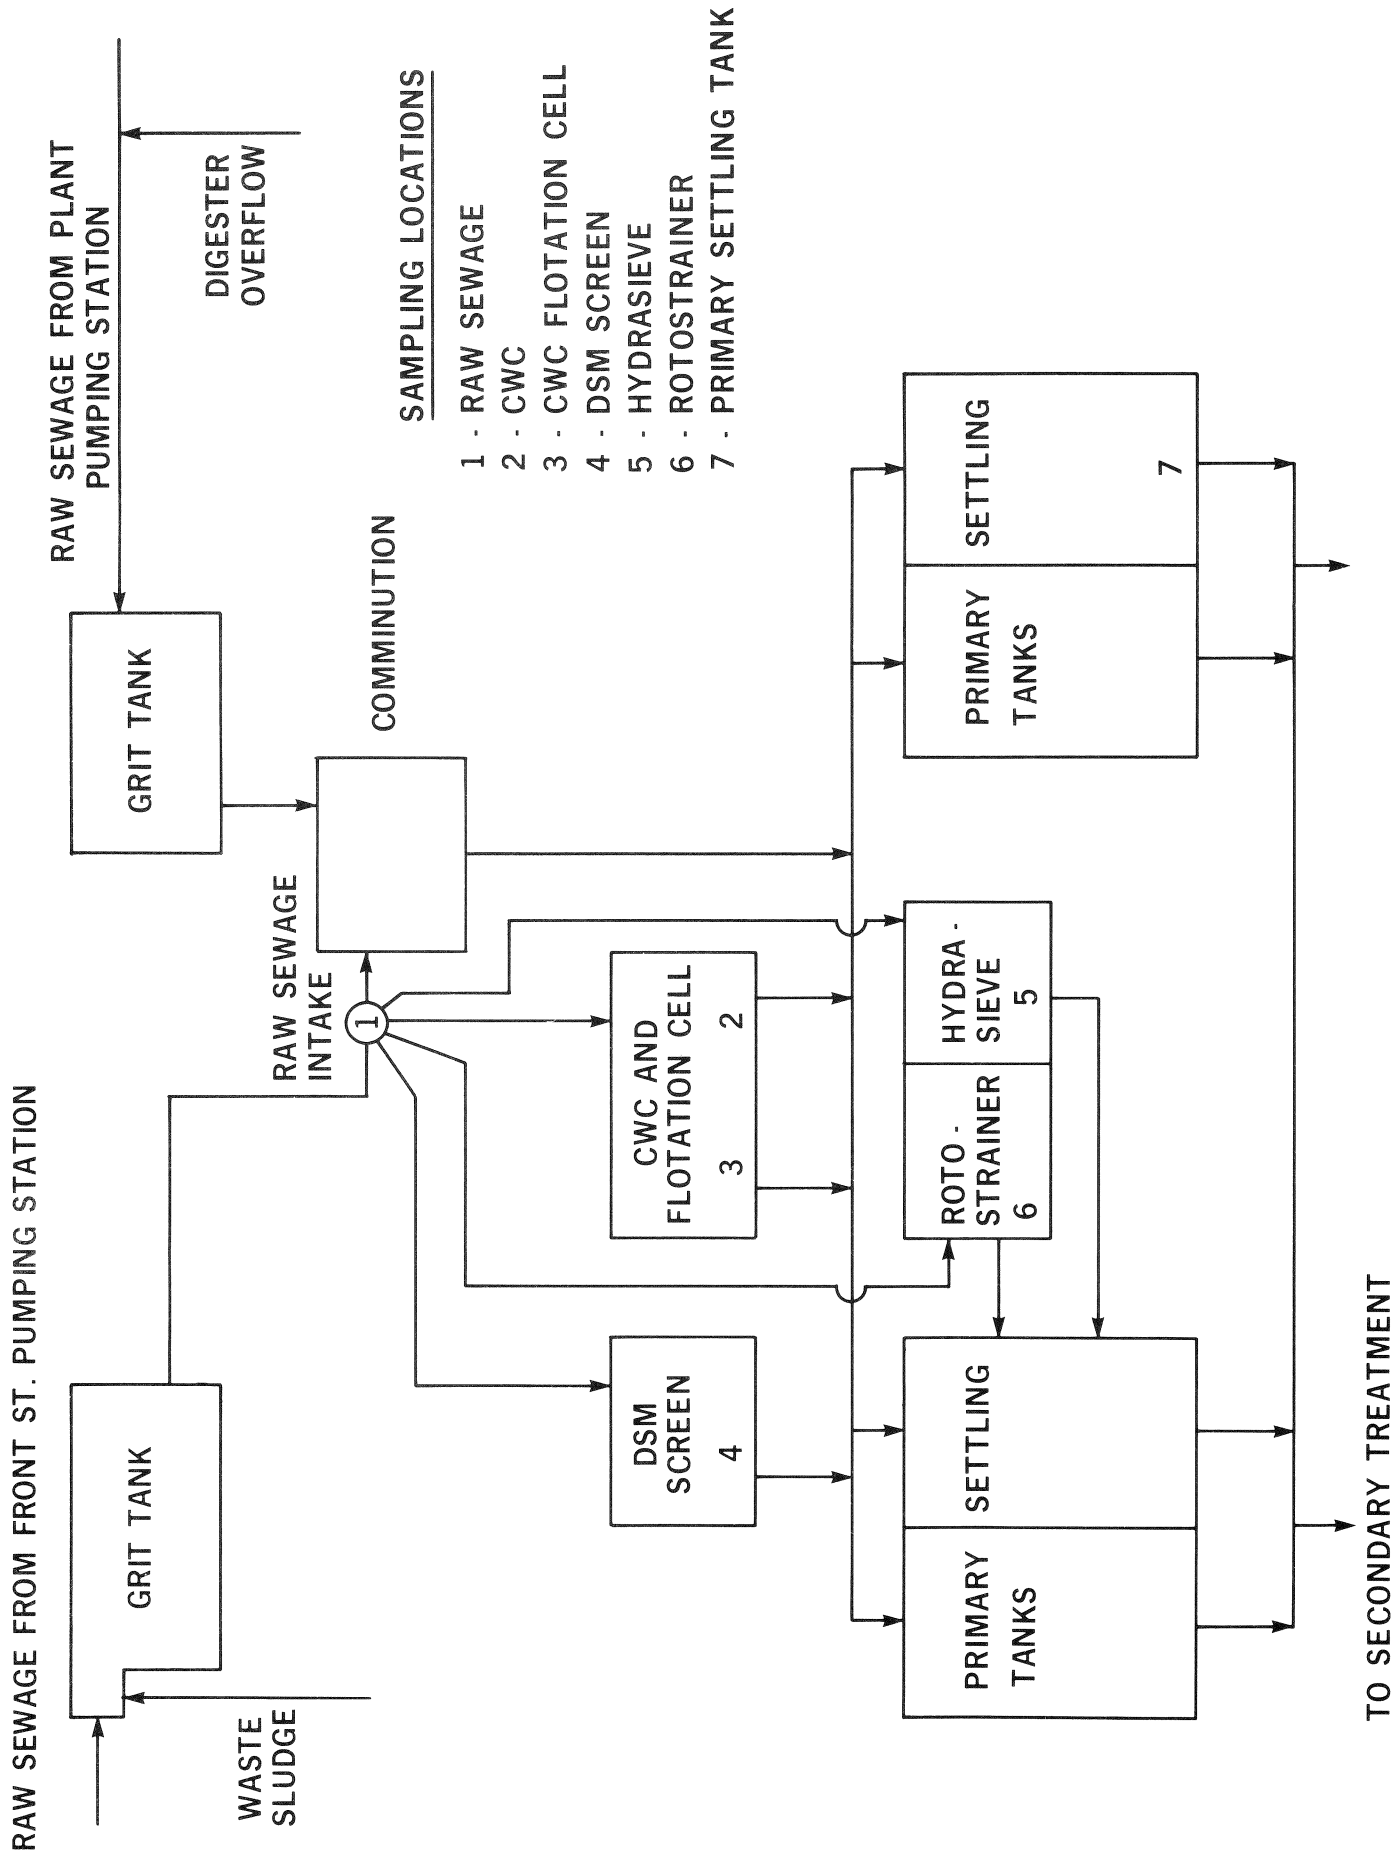 RAW SEWAGE FROM FRONT ST. PUMPING STATION
RAW SEWAGE FROM PLANT
PUMPING STATION
GRIT TANK
GRIT TANK
WASTE
SLUDGE
DIGESTER
OVERFLOW
RAW SEWAGE
INTAKE
1
COMMINUTION
SAMPLING LOCATIONS
1 - RAW SEWAGE
2 - CWC
3 - CWC FLOTATION CELL
4 - DSM SCREEN
5 - HYDRASIEVE
6 - ROTOSTRAINER
7 - PRIMARY SETTLING TANK
DSM
SCREEN
4
CWC AND
FLOTATION CELL
3 2
ROTO-
STRAINER
6
HYDRA-
SIEVE
5
PRIMARY SETTLING
TANKS
PRIMARY SETTLING
TANKS
7
TO SECONDARY TREATMENT